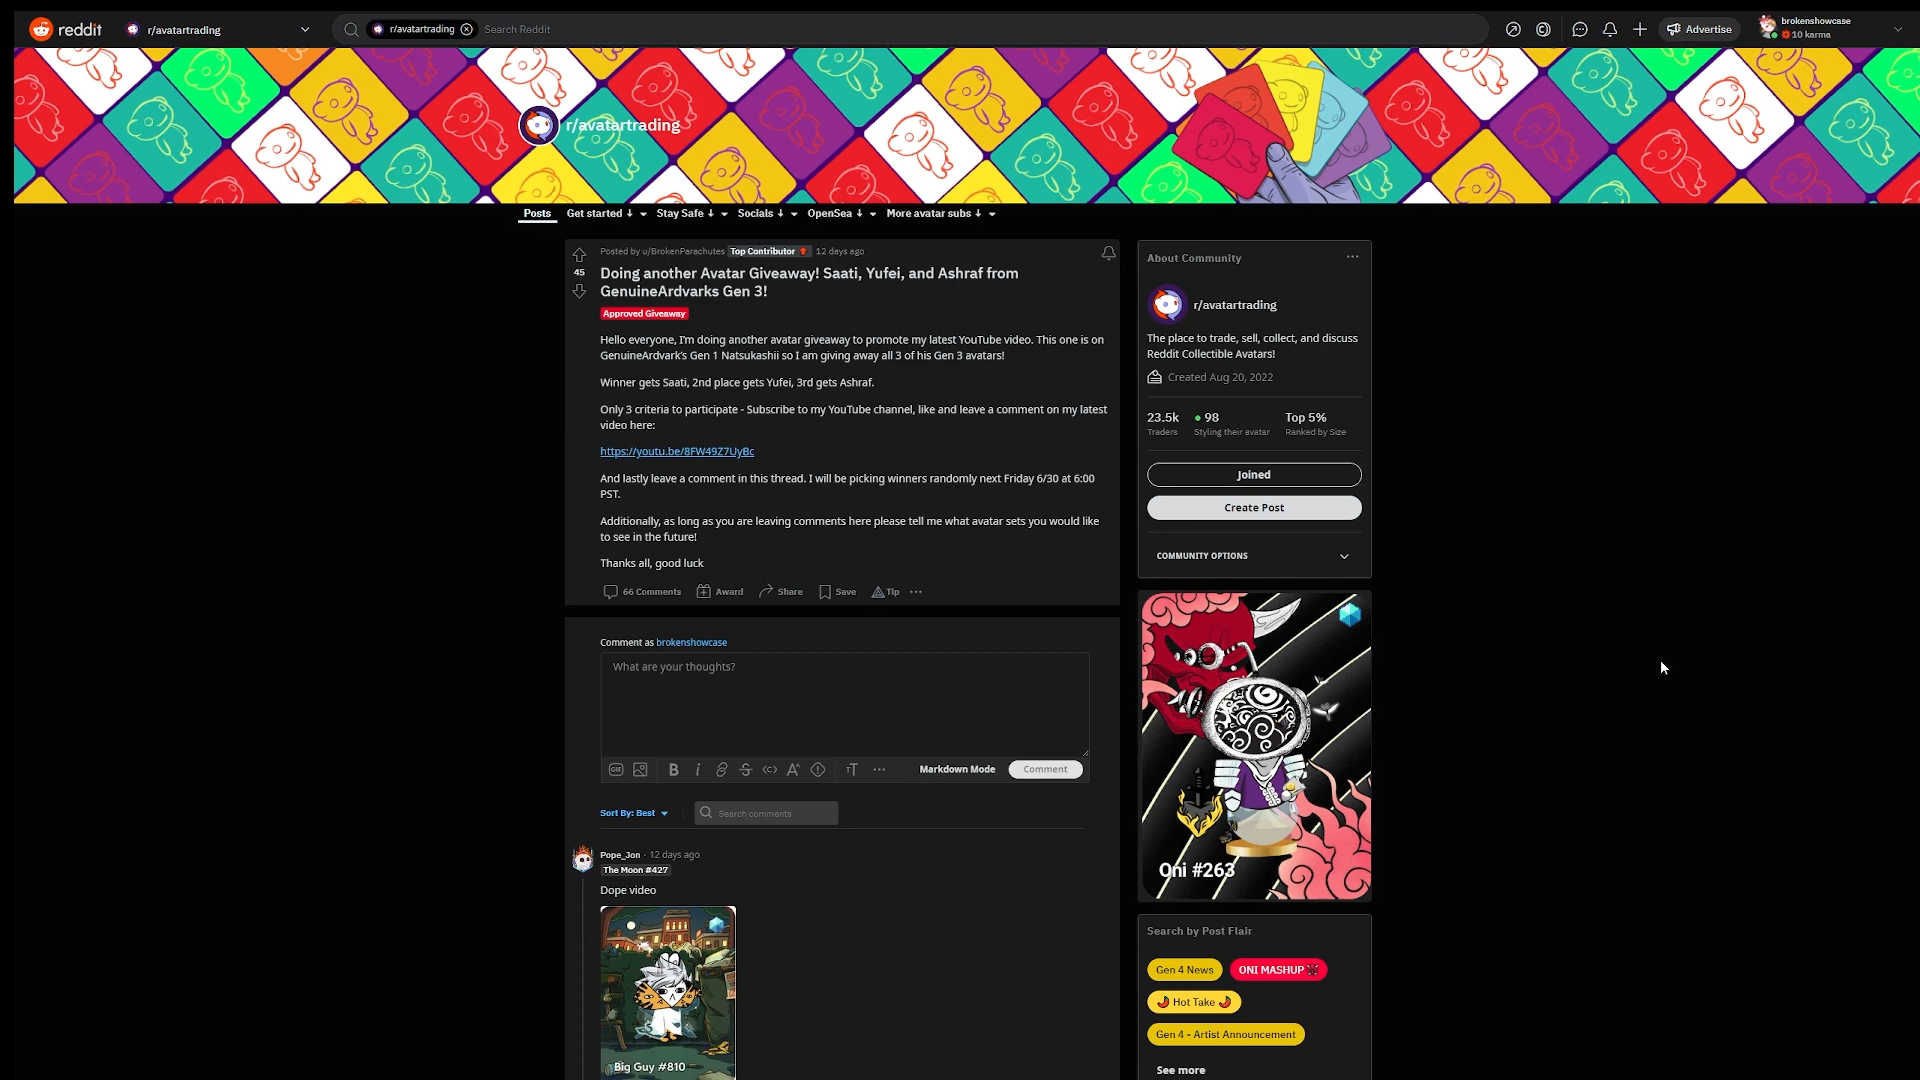 reddit
r/avatartrading
r/avatartrading
Search Reddit
Advertise
brokenshowcase
10 karma
r/avatartrading
Posts
Get started ↓
Stay Safe ↓
Socials ↓
OpenSea ↓
More avatar subs ↓
Posted by u/BrokenParachutes Top Contributor 12 days ago
45
Doing another Avatar Giveaway! Saati, Yufei, and Ashraf from
GenuineArdvarks Gen 3!
Approved Giveaway
Hello everyone, I'm doing another avatar giveaway to promote my latest YouTube video. This one is on
GenuineArdvark's Gen 1 Natsukashii so I am giving away all 3 of his Gen 3 avatars!
Winner gets Saati, 2nd place gets Yufei, 3rd gets Ashraf.
Only 3 criteria to participate - Subscribe to my YouTube channel, like and leave a comment on my latest
video here:
https://youtu.be/8FW49Z7UyBc
And lastly leave a comment in this thread. I will be picking winners randomly next Friday 6/30 at 6:00
PST.
Additionally, as long as you are leaving comments here please tell me what avatar sets you would like
to see in the future!
Thanks all, good luck
66 Comments
Award
Share
Save
Tip
Comment as brokenshowcase
What are your thoughts?
GIF
B i
Markdown Mode
Comment
Sort By: Best
Search comments
Pope_Jon · 12 days ago
The Moon #427
Dope video
Big Guy #810
About Community
r/avatartrading
The place to trade, sell, collect, and discuss
Reddit Collectible Avatars!
Created Aug 20, 2022
23.5k
Traders
98
Styling their avatar
Top 5%
Ranked by Size
Joined
Create Post
COMMUNITY OPTIONS
Oni #263
Search by Post Flair
Gen 4 News
ONI MASHUP
Hot Take
Gen 4 - Artist Announcement
See more